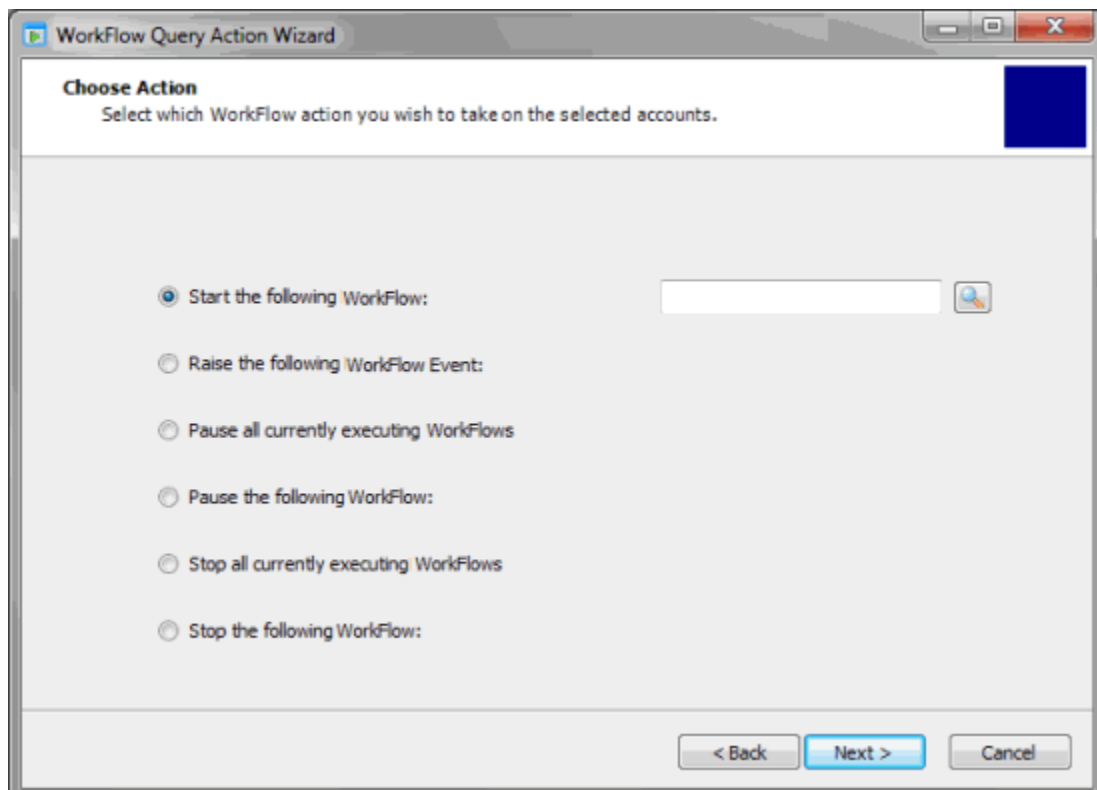 WorkFlow Query Action Wizard
Choose Action
Select which WorkFlow action you wish to take on the selected accounts.
Start the following WorkFlow:
Raise the following WorkFlow Event:
Pause all currently executing WorkFlows
Pause the following WorkFlow:
Stop all currently executing WorkFlows
Stop the following WorkFlow:
< Back Next > Cancel